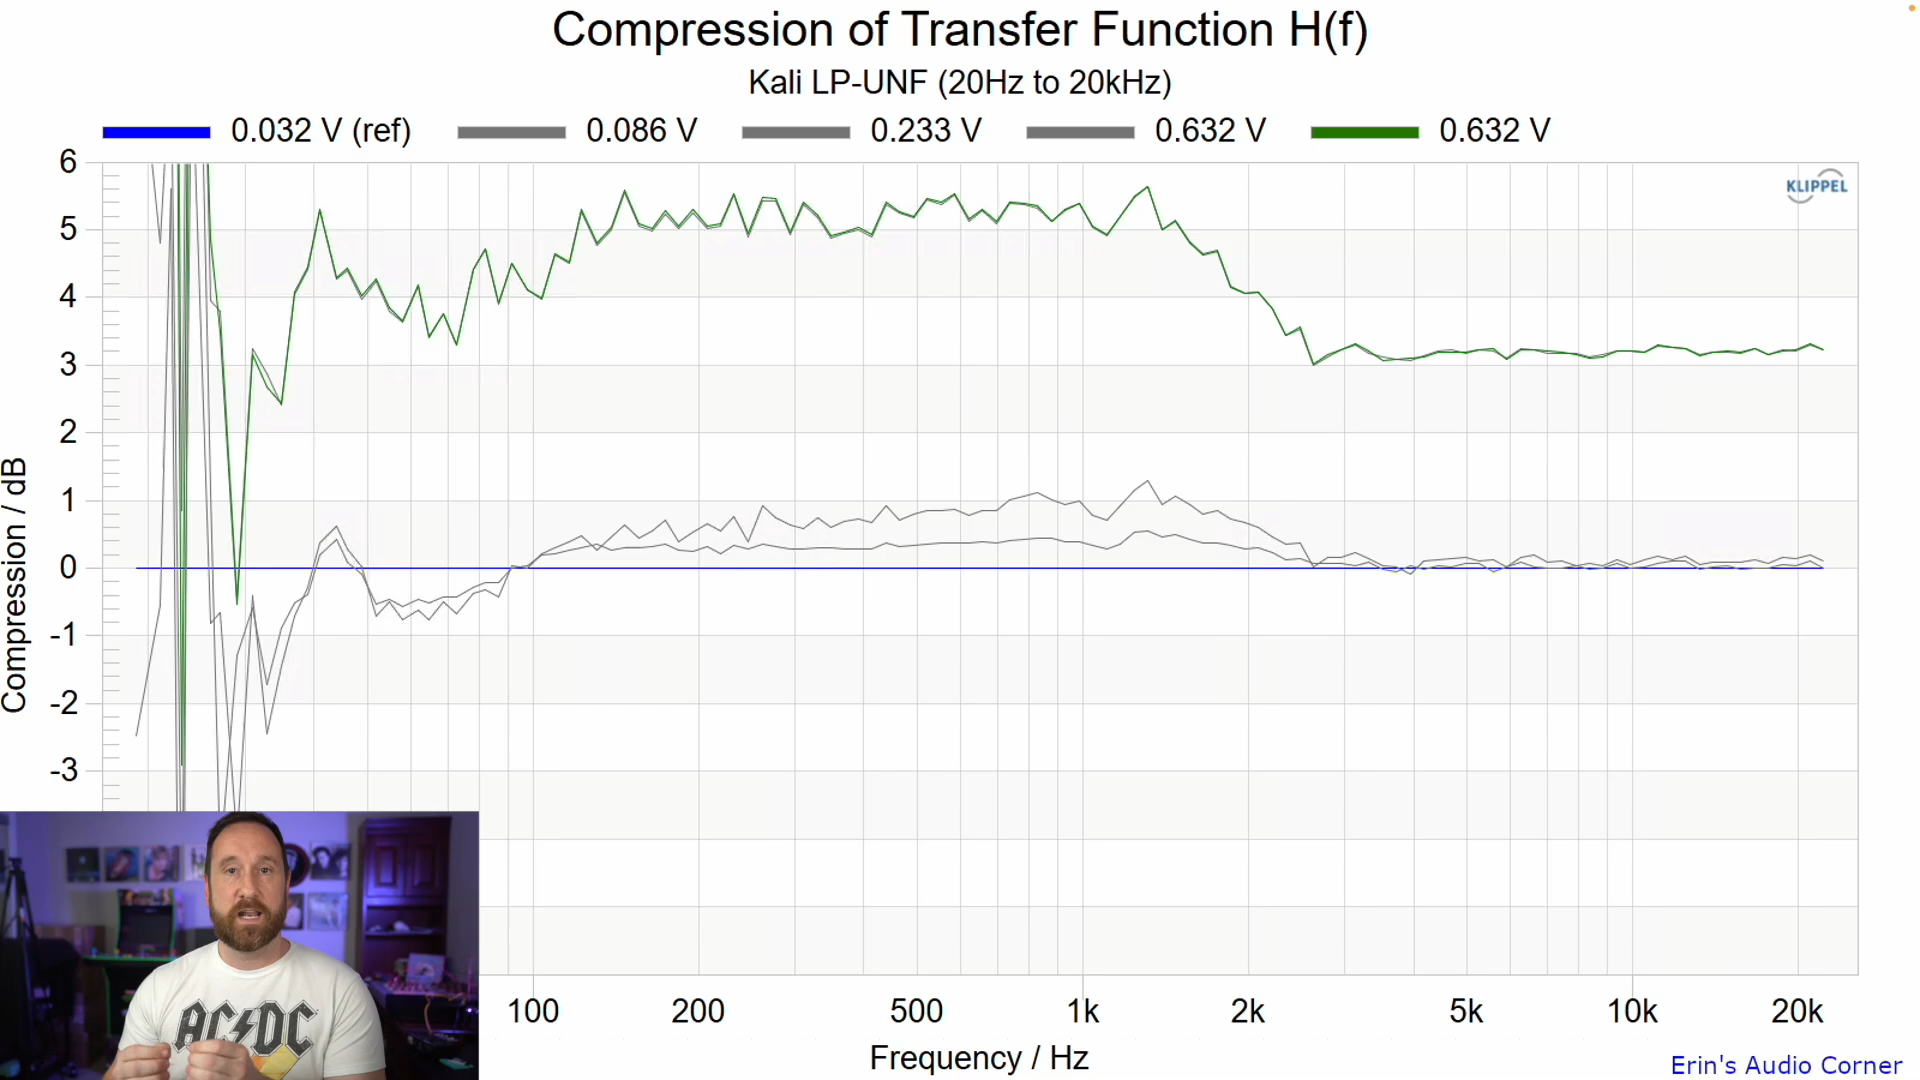 Compression of Transfer Function H(f)
Kali LP-UNF (20Hz to 20kHz)
0.032 V (ref) 0.086 V 0.233 V 0.632 V 0.632 V
KLIPPEL
6
5
4
3
2
1
0
-1
-2
-3
Compression / dB
100 200 500 1k 2k 5k 10k 20k
Frequency / Hz
AC DC
Erin's Audio Corner